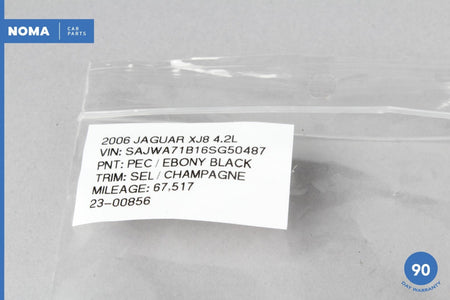 NOMA CAR PARTS
2006 JAGUAR XJ8 4.2L
VIN: SAJWA71B16SG50487
PNT: PEC / EBONY BLACK
TRIM: SEL / CHAMPAGNE
MILEAGE: 67,517
23-00856
90
DAY WARRANTY